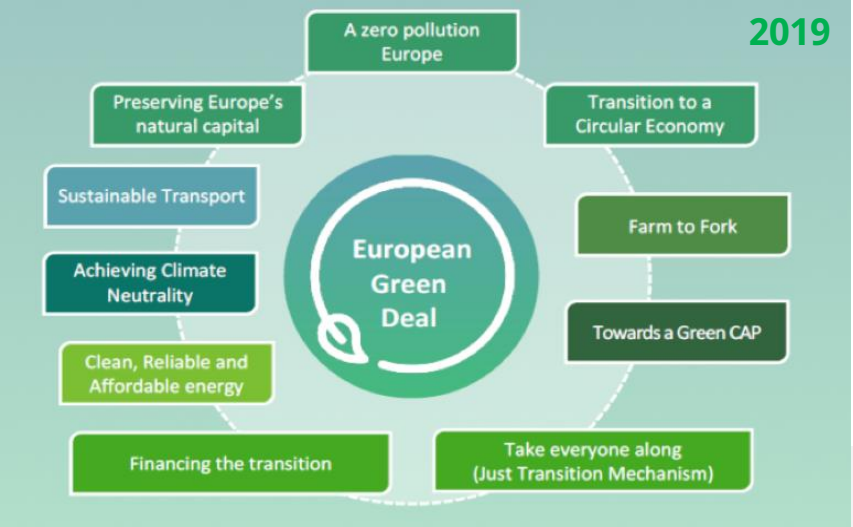 2019
A zero pollution
Europe
Preserving Europe's
natural capital
Transition to a
Circular Economy
Sustainable Transport
Farm to Fork
European
Green
Deal
Achieving Climate
Neutrality
Towards a Green CAP
Clean, Reliable and
Affordable energy
Financing the transition
Take everyone along
(Just Transition Mechanism)